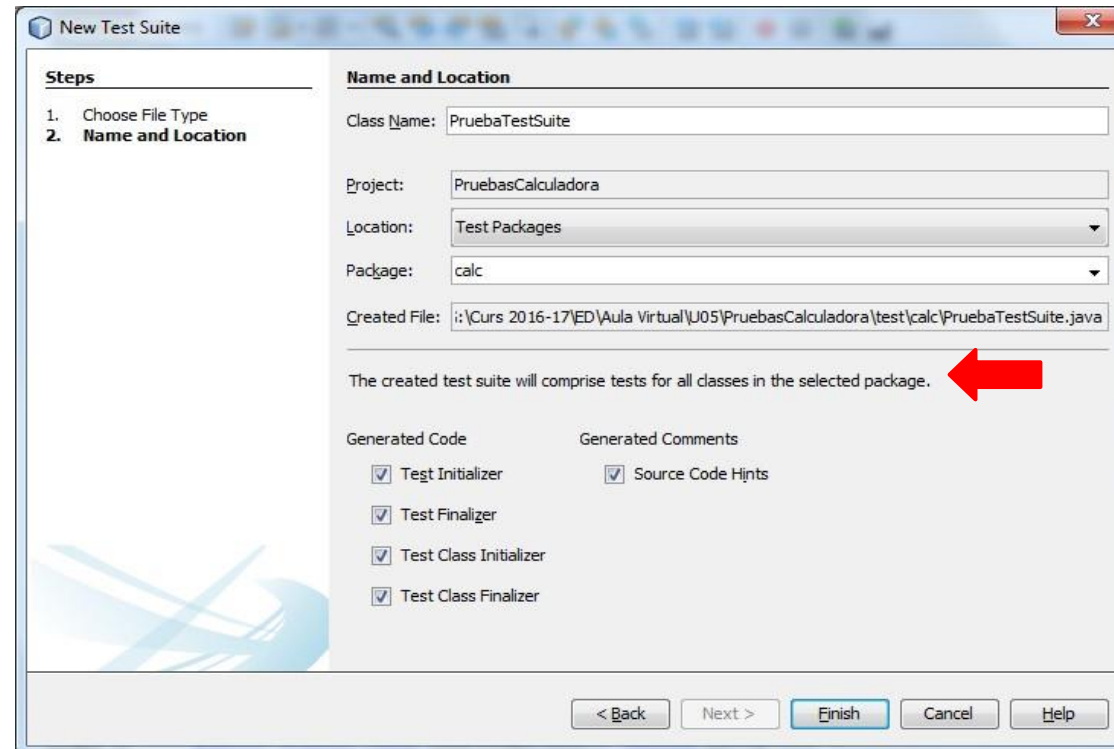 New Test Suite
Steps
1. Choose File Type
2. Name and Location
Name and Location
Class Name: PruebaTestSuite
Project: PruebasCalculadora
Location: Test Packages
Package: calc
Created File: i:\Curs 2016-17\ED\Aula Virtual\U05\PruebasCalculadora\test\calc\PruebaTestSuite.java
The created test suite will comprise tests for all classes in the selected package.
Generated Code Generated Comments
Test Initializer Source Code Hints
Test Finalizer
Test Class Initializer
Test Class Finalizer
< Back Next > Finish Cancel Help